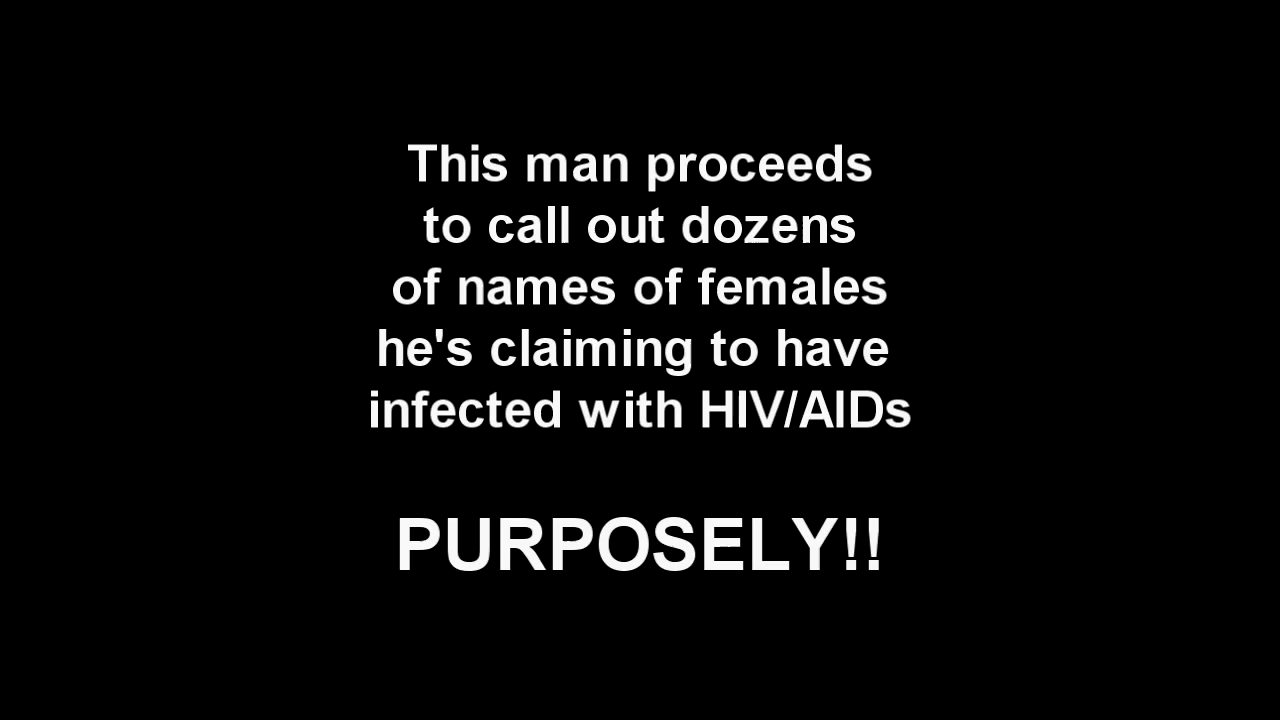 This man proceeds
to call out dozens
of names of females
he's claiming to have
infected with HIV/AIDs
PURPOSELY!!